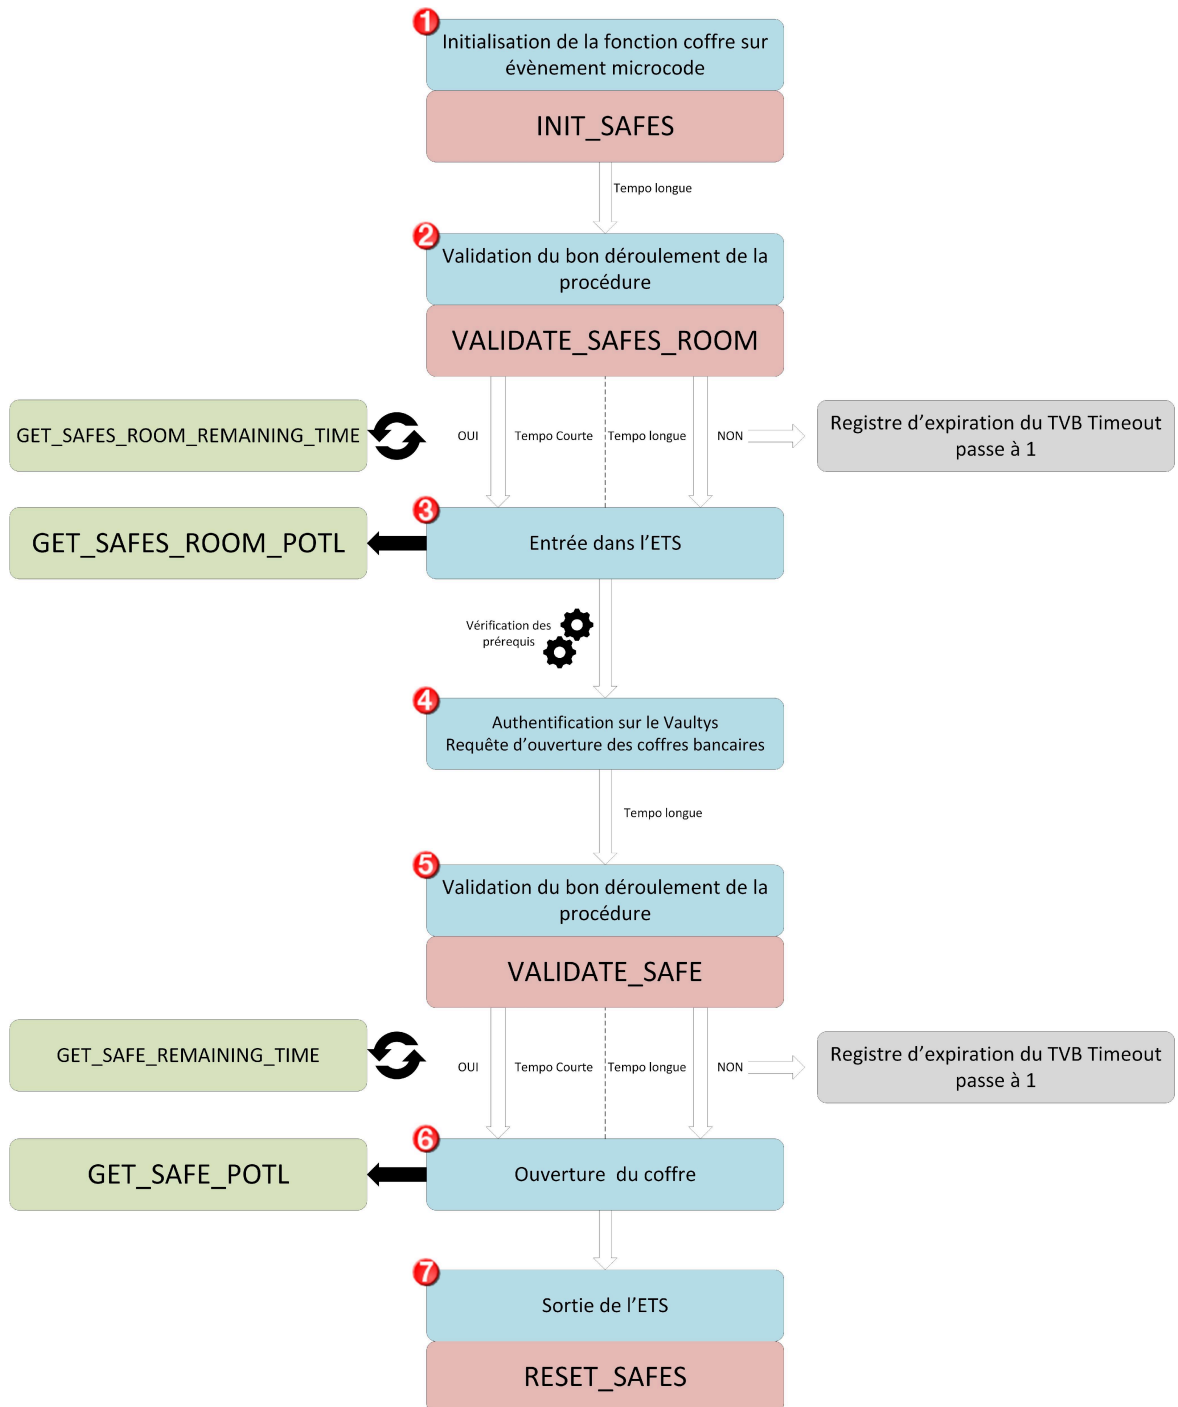 1
Initialisation de la fonction coffre sur
évènement microcode
INIT_SAFES
Tempo longue
2
Validation du bon déroulement de la
procédure
VALIDATE_SAFES_ROOM
GET_SAFES_ROOM_REMAINING_TIME
OUI
Tempo Courte
Tempo longue
NON
Registre d’expiration du TVB Timeout
passe à 1
GET_SAFES_ROOM_POTL
3
Entrée dans l’ETS
Vérification des
prérequis
4
Authentification sur le Vaultys
Requête d’ouverture des coffres bancaires
Tempo longue
5
Validation du bon déroulement de la
procédure
VALIDATE_SAFE
GET_SAFE_REMAINING_TIME
OUI
Tempo Courte
Tempo longue
NON
Registre d’expiration du TVB Timeout
passe à 1
GET_SAFE_POTL
6
Ouverture du coffre
7
Sortie de l’ETS
RESET_SAFES